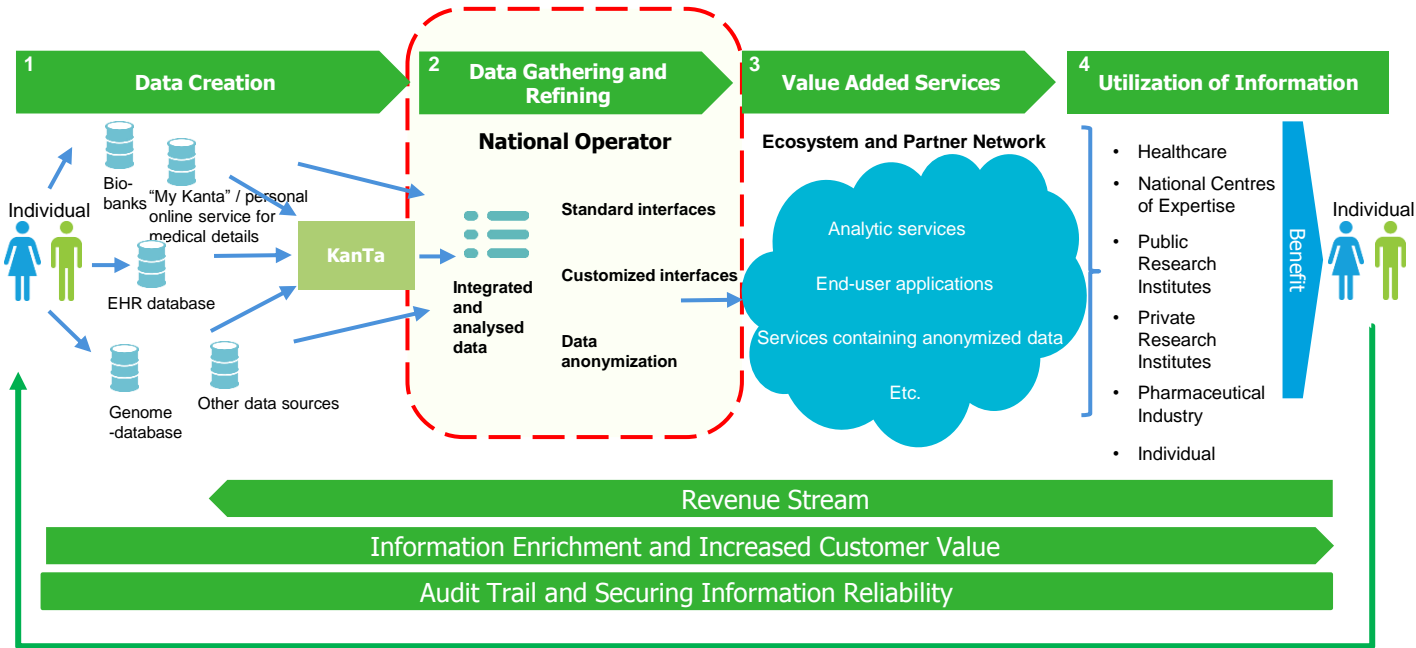 1
Data Creation
2
Data Gathering and
Refining
3
Value Added Services
4
Utilization of Information
Individual
Bio-
banks
“My Kanta” / personal
online service for
medical details
EHR database
Genome
-database
Other data sources
KanTa
National Operator
Integrated
and
analysed
data
Standard interfaces
Customized interfaces
Data
anonymization
Ecosystem and Partner Network
Analytic services
End-user applications
Services containing anonymized data
Etc.
• Healthcare
• National Centres
of Expertise
• Public
Research
Institutes
• Private
Research
Institutes
• Pharmaceutical
Industry
• Individual
Benefit
Individual
Revenue Stream
Information Enrichment and Increased Customer Value
Audit Trail and Securing Information Reliability